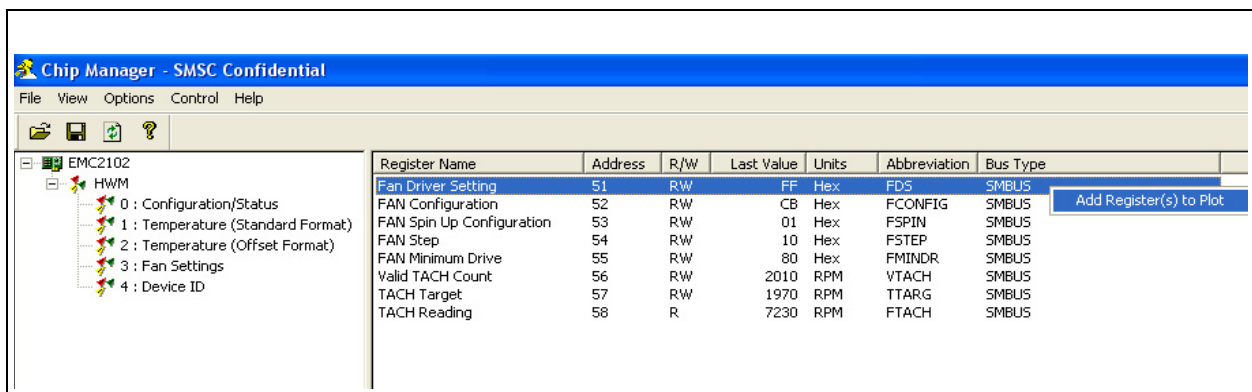 Chip Manager - SMSC Confidential
File View Options Control Help
EMC2102
HWM
0 : Configuration/Status
1 : Temperature (Standard Format)
2 : Temperature (Offset Format)
3 : Fan Settings
4 : Device ID
Register Name Address R/W Last Value Units Abbreviation Bus Type
Fan Driver Setting 51 RW FF Hex FDS SMBUS
FAN Configuration 52 RW CB Hex FCONFIG SMBUS
FAN Spin Up Configuration 53 RW 01 Hex FSPIN SMBUS
FAN Step 54 RW 10 Hex FSTEP SMBUS
FAN Minimum Drive 55 RW 80 Hex FMINDR SMBUS
Valid TACH Count 56 RW 2010 RPM VTACH SMBUS
TACH Target 57 RW 1970 RPM TTARG SMBUS
TACH Reading 58 R 7230 RPM FTACH SMBUS
Add Register(s) to Plot